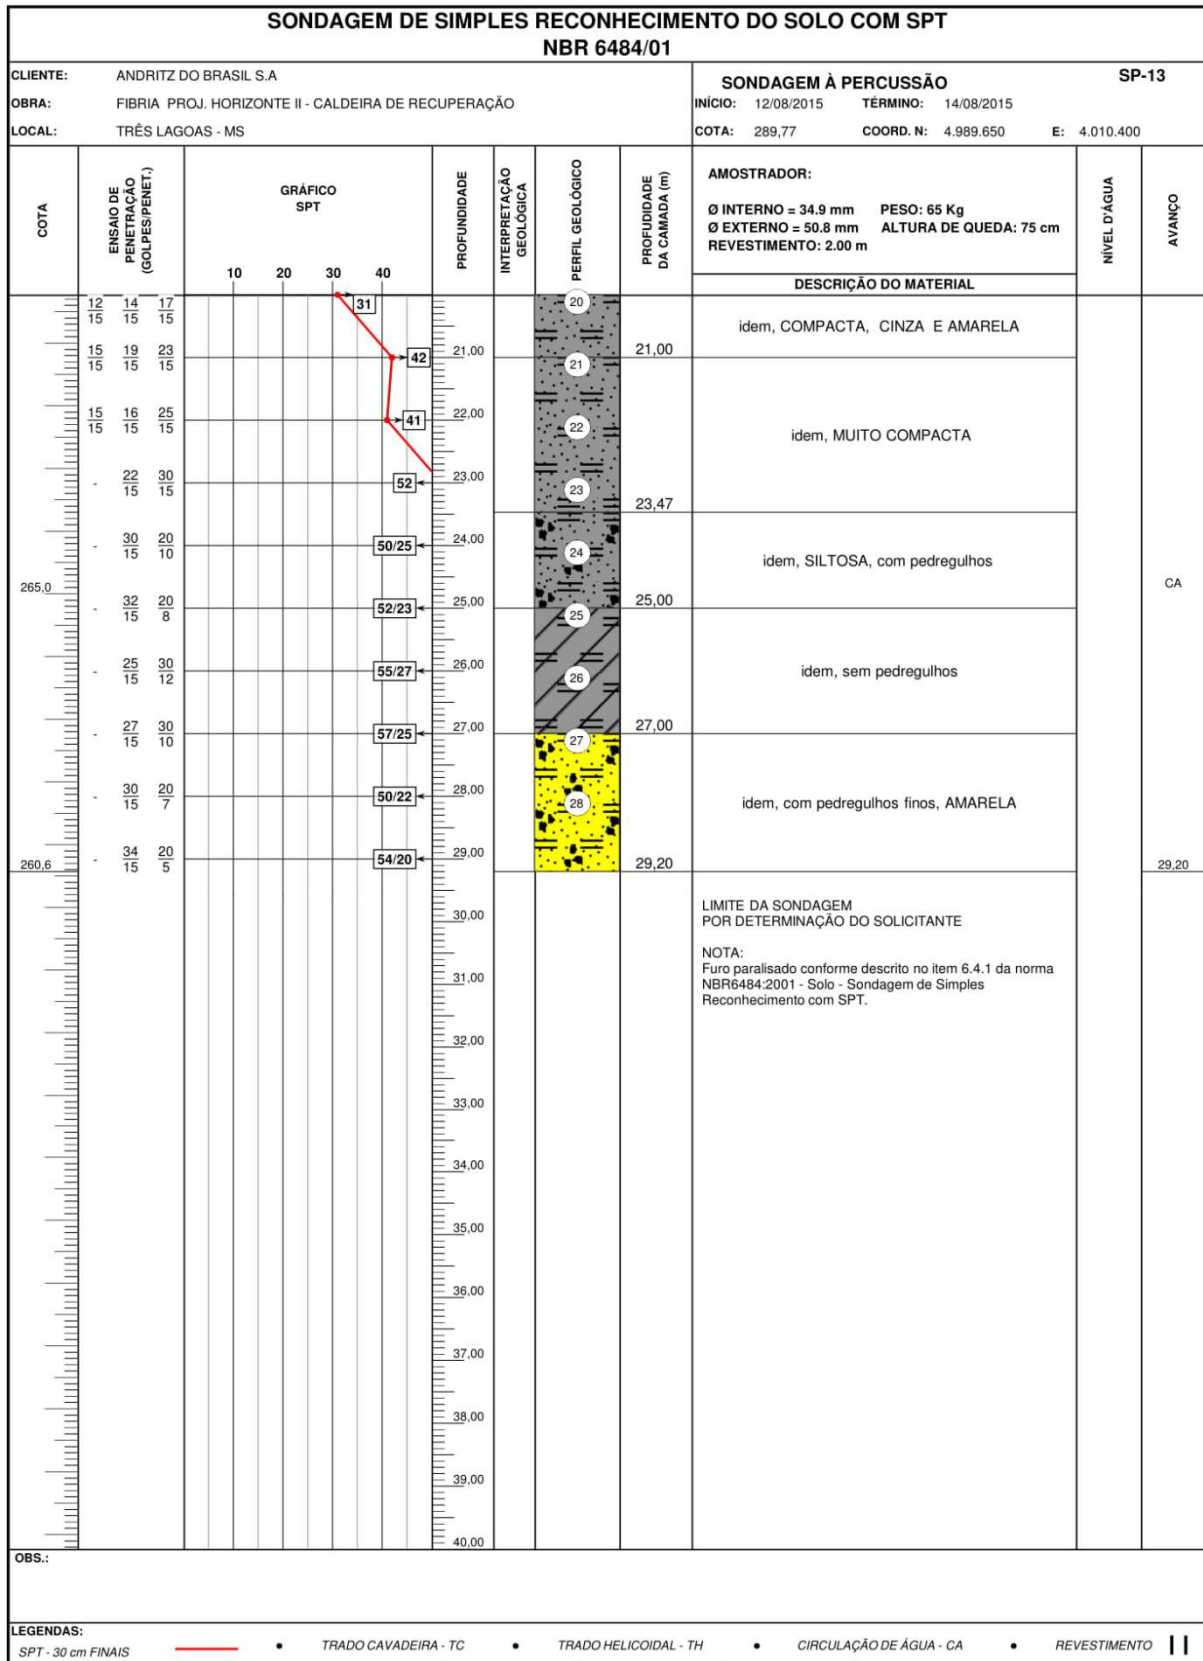 SONDAGEM DE SIMPLES RECONHECIMENTO DO SOLO COM SPT
NBR 6484/01
CLIENTE: ANDRITZ DO BRASIL S.A
OBRA: FIBRIA PROJ. HORIZONTE II - CALDEIRA DE RECUPERAÇÃO
LOCAL: TRÊS LAGOAS - MS
SONDAGEM À PERCUSSÃO SP-13
INÍCIO: 12/08/2015 TÉRMINO: 14/08/2015
COTA: 289,77 COORD. N: 4.989.650 E: 4.010.400
COTA
ENSAIO DE
PENETRAÇÃO
(GOLPES/PENET.)
GRÁFICO
SPT
10 20 30 40
PROFUNDIDADE
INTERPRETAÇÃO
GEOLÓGICA
PERFIL GEOLÓGICO
PROFUDIDADE
DA CAMADA (m)
AMOSTRADOR:
Ø INTERNO = 34.9 mm PESO: 65 Kg
Ø EXTERNO = 50.8 mm ALTURA DE QUEDA: 75 cm
REVESTIMENTO: 2.00 m
DESCRIÇÃO DO MATERIAL
NÍVEL D'ÁGUA
AVANÇO
12/15 14/15 17/15 31 20
idem, COMPACTA, CINZA E AMARELA
15/15 19/15 23/15 42 21,00 21 21,00
15/15 16/15 25/15 41 22,00 22
idem, MUITO COMPACTA
- 22/15 30/15 52 23,00 23
23,47
- 30/15 20/10 50/25 24,00 24
idem, SILTOSA, com pedregulhos
265,0 CA
- 32/15 20/8 52/23 25,00 25 25,00
- 25/15 30/12 55/27 26,00 26
idem, sem pedregulhos
- 27/15 30/10 57/25 27,00 27 27,00
- 30/15 20/7 50/22 28,00 28
idem, com pedregulhos finos, AMARELA
- 34/15 20/5 54/20 29,00
260,6 29,20 29,20
LIMITE DA SONDAGEM
POR DETERMINAÇÃO DO SOLICITANTE
NOTA:
Furo paralisado conforme descrito no item 6.4.1 da norma
NBR6484:2001 - Solo - Sondagem de Simples
Reconhecimento com SPT.
30,00
31,00
32,00
33,00
34,00
35,00
36,00
37,00
38,00
39,00
40,00
OBS.:
LEGENDAS:
SPT - 30 cm FINAIS • TRADO CAVADEIRA - TC • TRADO HELICOIDAL - TH • CIRCULAÇÃO DE ÁGUA - CA • REVESTIMENTO